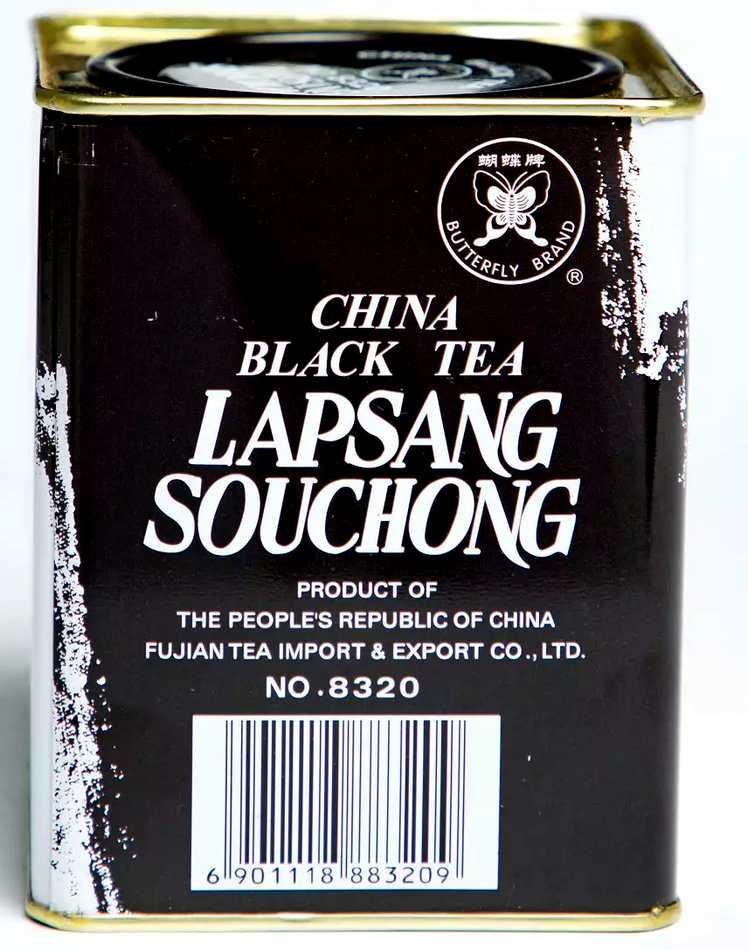 CHINA
蝴蝶牌
BUTTERFLY BRAND
®
CHINA
BLACK TEA
LAPSANG
SOUCHONG
PRODUCT OF
THE PEOPLE'S REPUBLIC OF CHINA
FUJIAN TEA IMPORT & EXPORT CO., LTD.
NO.8320
6 901118 883209